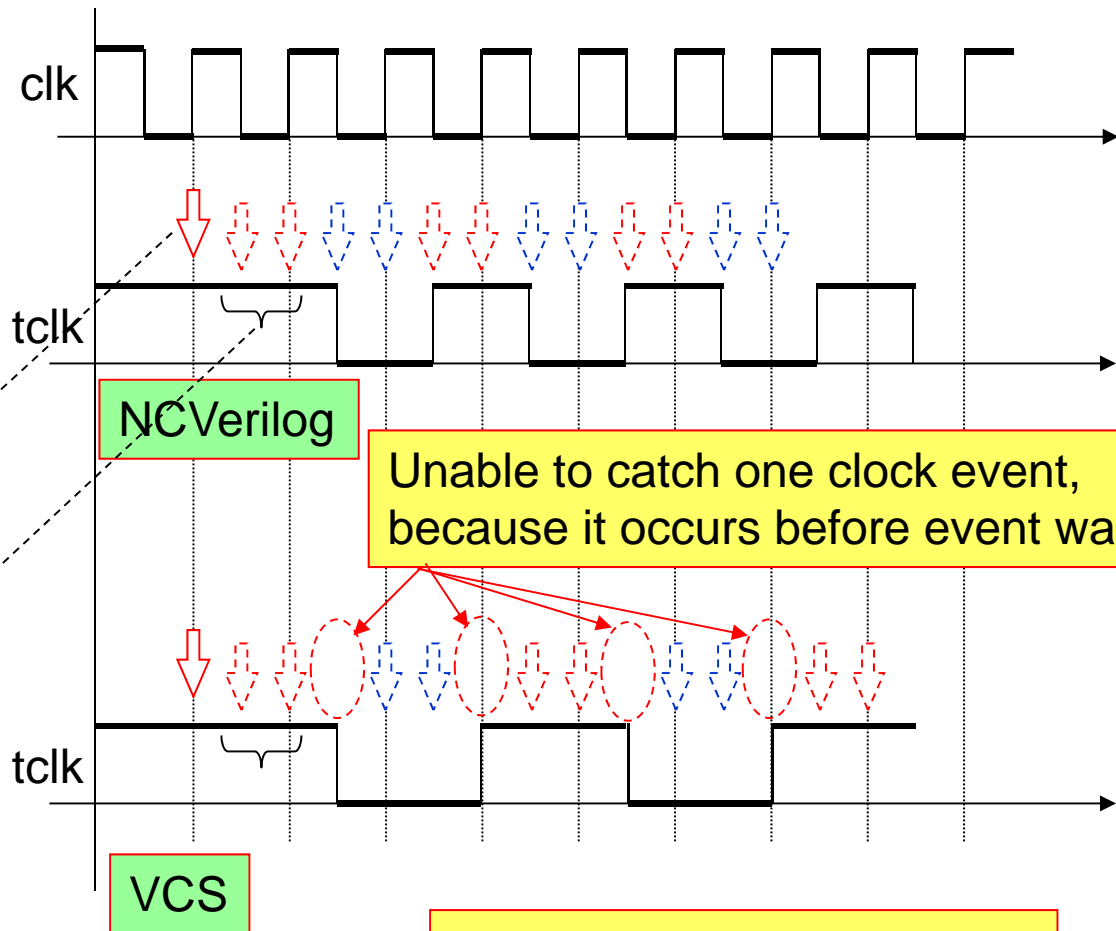 clk
tclk
NCVerilog
Unable to catch one clock event,
because it occurs before event wa
tclk
VCS